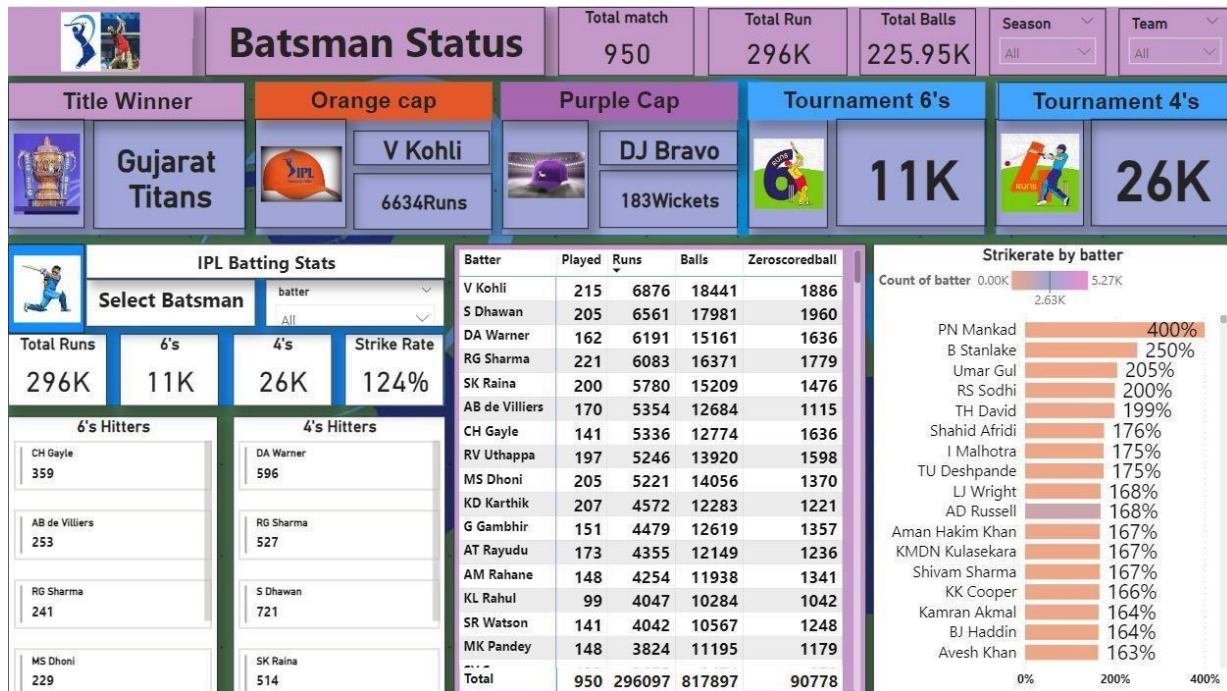 Batsman Status
Total match
950
Total Run
296K
Total Balls
225.95K
Season
All
Team
All
Title Winner
Gujarat
Titans
Orange cap
IPL
V Kohli
6634Runs
Purple Cap
DJ Bravo
183Wickets
Tournament 6's
RUNS
6
11K
Tournament 4's
RUNS
4
26K
IPL Batting Stats
Select Batsman
batter
All
Total Runs
296K
6's
11K
4's
26K
Strike Rate
124%
6's Hitters
CH Gayle
359
AB de Villiers
253
RG Sharma
241
MS Dhoni
229
4's Hitters
DA Warner
596
RG Sharma
527
S Dhawan
721
SK Raina
514
Batter Played Runs Balls Zeroscoredball
V Kohli 215 6876 18441 1886
S Dhawan 205 6561 17981 1960
DA Warner 162 6191 15161 1636
RG Sharma 221 6083 16371 1779
SK Raina 200 5780 15209 1476
AB de Villiers 170 5354 12684 1115
CH Gayle 141 5336 12774 1636
RV Uthappa 197 5246 13920 1598
MS Dhoni 205 5221 14056 1370
KD Karthik 207 4572 12283 1221
G Gambhir 151 4479 12619 1357
AT Rayudu 173 4355 12149 1236
AM Rahane 148 4254 11938 1341
KL Rahul 99 4047 10284 1042
SR Watson 141 4042 10567 1248
MK Pandey 148 3824 11195 1179
Total 950 296097 817897 90778
Strikerate by batter
Count of batter 0.00K 5.27K
2.63K
PN Mankad 400%
B Stanlake 250%
Umar Gul 205%
RS Sodhi 200%
TH David 199%
Shahid Afridi 176%
I Malhotra 175%
TU Deshpande 175%
LJ Wright 168%
AD Russell 168%
Aman Hakim Khan 167%
KMDN Kulasekara 167%
Shivam Sharma 167%
KK Cooper 166%
Kamran Akmal 164%
BJ Haddin 164%
Avesh Khan 163%
0% 200% 400%